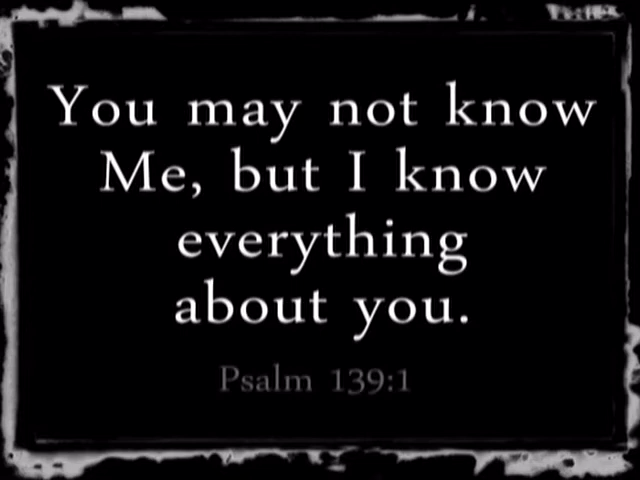 You may not know
Me, but I know
everything
about you.
Psalm 139:1